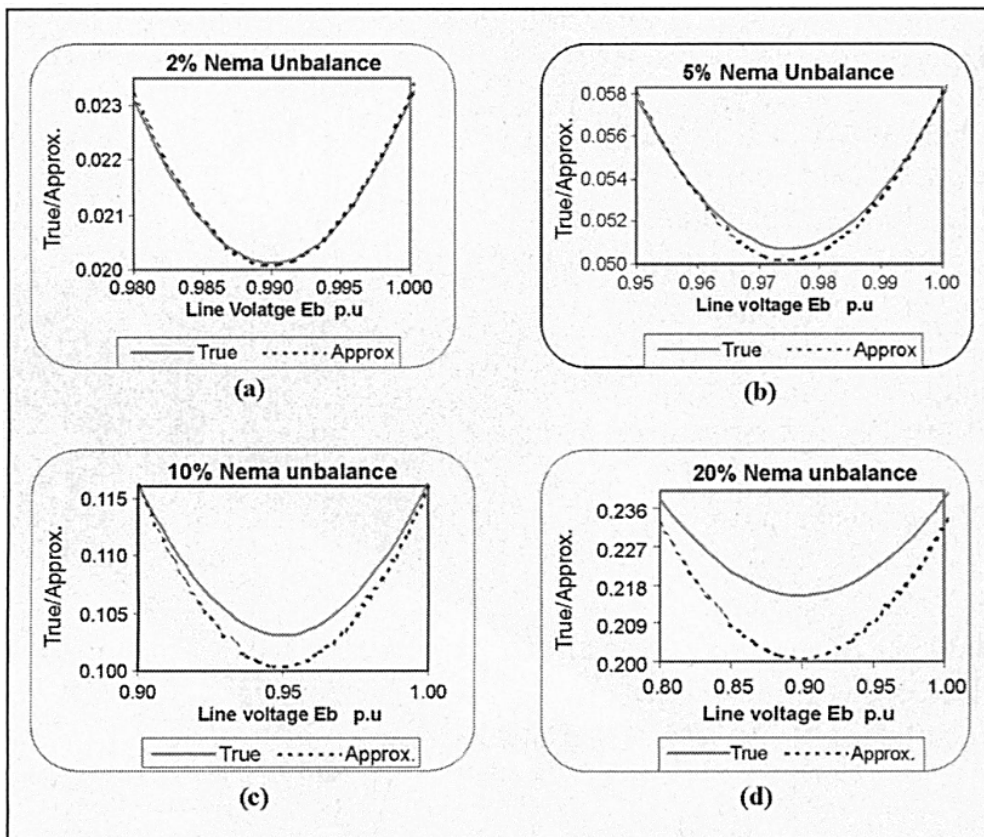 2% Nema Unbalance
True/Approx.
0.023
0.022
0.021
0.020
0.980 0.985 0.990 0.995 1.000
Line Volatge Eb p.u
True Approx.
(a)
5% Nema Unbalance
True/Approx.
0.058
0.056
0.054
0.052
0.050
0.95 0.96 0.97 0.98 0.99 1.00
Line voltage Eb p.u
True Approx
(b)
10% Nema unbalance
True/Approx.
0.115
0.110
0.105
0.100
0.90 0.95 1.00
Line voltage Eb p.u
True Approx.
(c)
20% Nema unbalance
True/Approx.
0.236
0.227
0.218
0.209
0.200
0.80 0.85 0.90 0.95 1.00
Line voltage Eb p.u
True Approx.
(d)